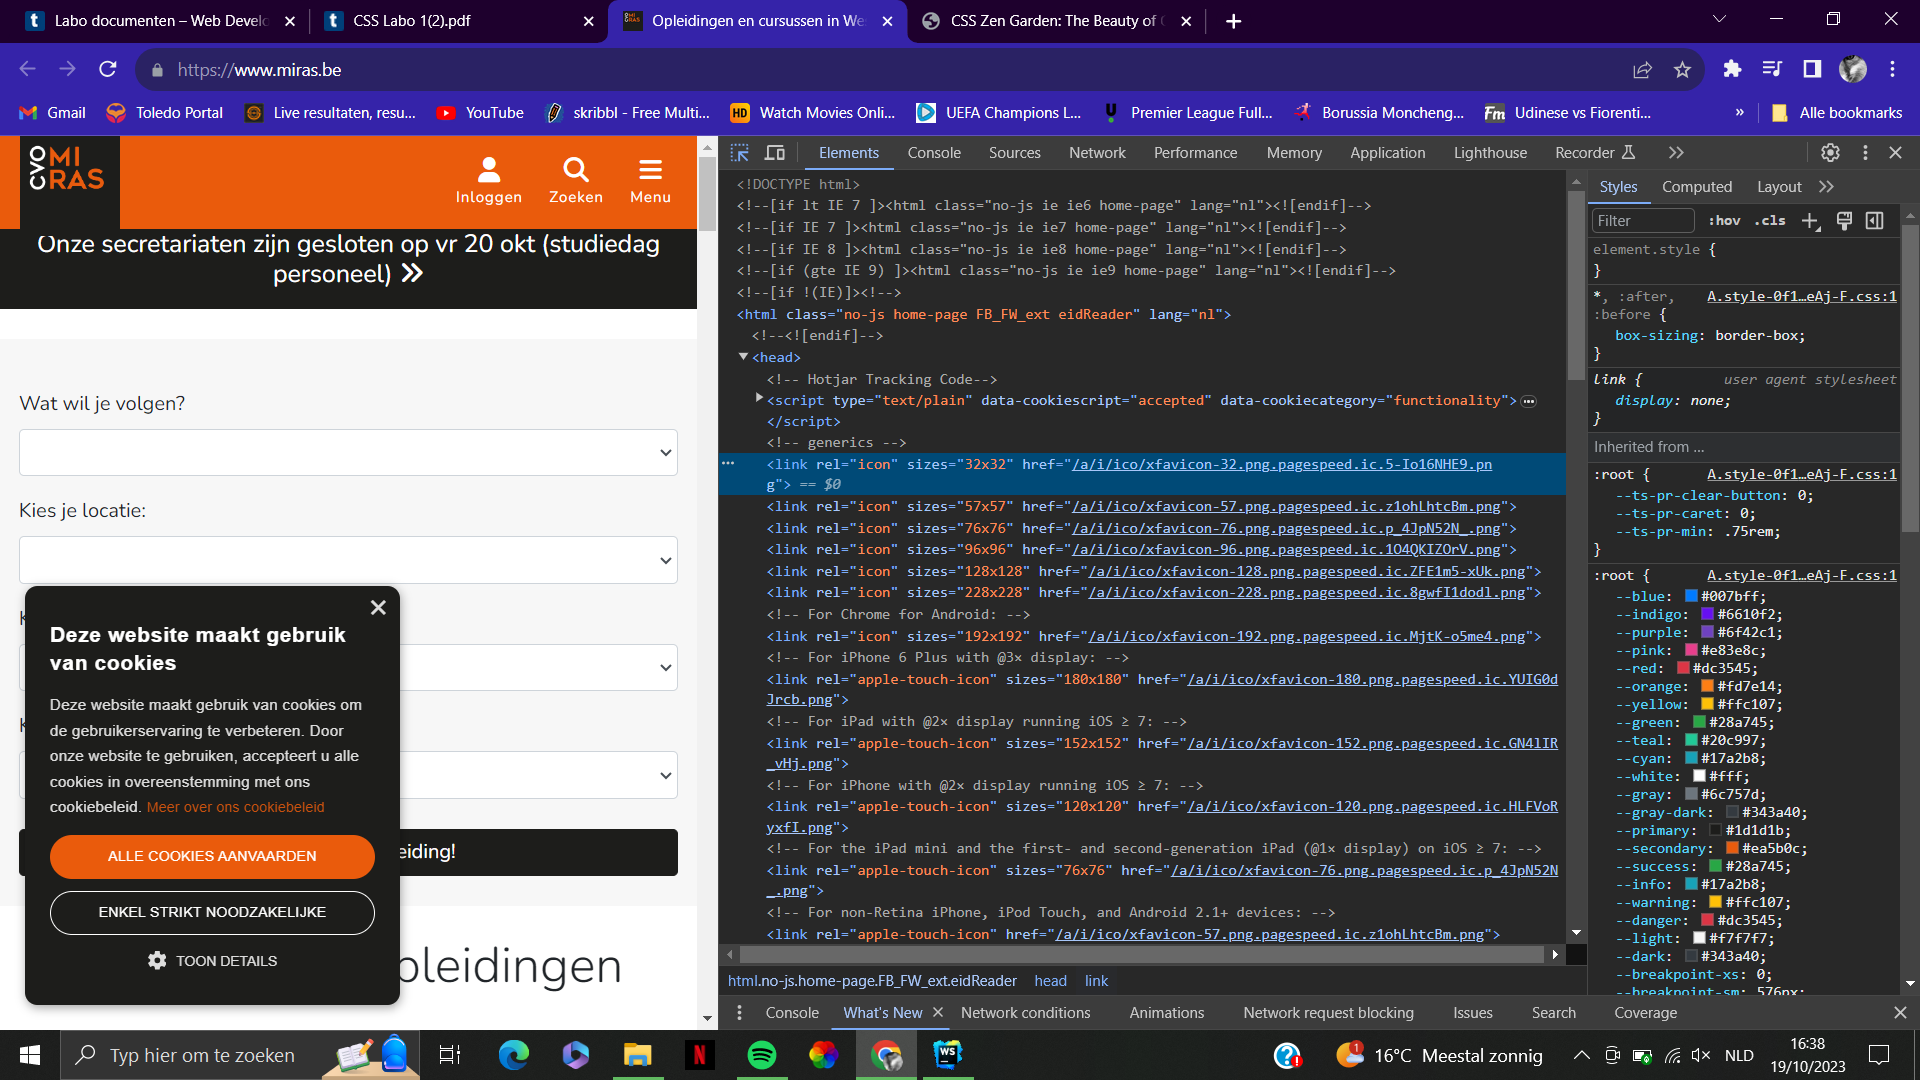 Labo documenten – Web Develo
CSS Labo 1(2).pdf
Opleidingen en cursussen in We
CSS Zen Garden: The Beauty of C
https://www.miras.be
Gmail
Toledo Portal
Live resultaten, resu...
YouTube
skribbl - Free Multi...
Watch Movies Onli...
UEFA Champions L...
Premier League Full...
Borussia Moncheng...
Udinese vs Fiorenti...
»
Alle bookmarks
CVO MI
RAS
Inloggen
Zoeken
Menu
Onze secretariaten zijn gesloten op vr 20 okt (studiedag
personeel)
Wat wil je volgen?
Kies je locatie:
Deze website maakt gebruik
van cookies
Deze website maakt gebruik van cookies om
de gebruikerservaring te verbeteren. Door
onze website te gebruiken, accepteert u alle
cookies in overeenstemming met ons
cookiebeleid. Meer over ons cookiebeleid
ALLE COOKIES AANVAARDEN
ENKEL STRIKT NOODZAKELIJKE
TOON DETAILS
eiding!
pleidingen
Elements
Console
Sources
Network
Performance
Memory
Application
Lighthouse
Recorder
<!DOCTYPE html>
<!--[if lt IE 7 ]><html class="no-js ie ie6 home-page" lang="nl"><![endif]-->
<!--[if IE 7 ]><html class="no-js ie ie7 home-page" lang="nl"><![endif]-->
<!--[if IE 8 ]><html class="no-js ie ie8 home-page" lang="nl"><![endif]-->
<!--[if (gte IE 9) ]><html class="no-js ie ie9 home-page" lang="nl"><![endif]-->
<!--[if !(IE)]><!-->
<html class="no-js home-page FB_FW_ext eidReader" lang="nl">
<!--<![endif]-->
<head>
<!-- Hotjar Tracking Code-->
<script type="text/plain" data-cookiescript="accepted" data-cookiecategory="functionality">
</script>
<!-- generics -->
<link rel="icon" sizes="32x32" href="/a/i/ico/xfavicon-32.png.pagespeed.ic.5-Io16NHE9.pn
g"> == $0
<link rel="icon" sizes="57x57" href="/a/i/ico/xfavicon-57.png.pagespeed.ic.z1ohLhtcBm.png">
<link rel="icon" sizes="76x76" href="/a/i/ico/xfavicon-76.png.pagespeed.ic.p_4JpN52N_.png">
<link rel="icon" sizes="96x96" href="/a/i/ico/xfavicon-96.png.pagespeed.ic.1O4QKIZOrV.png">
<link rel="icon" sizes="128x128" href="/a/i/ico/xfavicon-128.png.pagespeed.ic.ZFE1m5-xUk.png">
<link rel="icon" sizes="228x228" href="/a/i/ico/xfavicon-228.png.pagespeed.ic.8gwfI1dodl.png">
<!-- For Chrome for Android: -->
<link rel="icon" sizes="192x192" href="/a/i/ico/xfavicon-192.png.pagespeed.ic.MjtK-o5me4.png">
<!-- For iPhone 6 Plus with @3× display: -->
<link rel="apple-touch-icon" sizes="180x180" href="/a/i/ico/xfavicon-180.png.pagespeed.ic.YUIG0d
Jrcb.png">
<!-- For iPad with @2× display running iOS ≥ 7: -->
<link rel="apple-touch-icon" sizes="152x152" href="/a/i/ico/xfavicon-152.png.pagespeed.ic.GN4lIR
_vHj.png">
<!-- For iPhone with @2× display running iOS ≥ 7: -->
<link rel="apple-touch-icon" sizes="120x120" href="/a/i/ico/xfavicon-120.png.pagespeed.ic.HLFVoR
yxfI.png">
<!-- For the iPad mini and the first- and second-generation iPad (@1× display) on iOS ≥ 7: -->
<link rel="apple-touch-icon" sizes="76x76" href="/a/i/ico/xfavicon-76.png.pagespeed.ic.p_4JpN52N
_.png">
<!-- For non-Retina iPhone, iPod Touch, and Android 2.1+ devices: -->
<link rel="apple-touch-icon" href="/a/i/ico/xfavicon-57.png.pagespeed.ic.z1ohLhtcBm.png">
html.no-js.home-page.FB_FW_ext.eidReader
head
link
Styles
Computed
Layout
Filter
:hov
.cls
element.style {
}
*, :after, A.style-0f1…eAj-F.css:1
:before {
box-sizing: border-box;
}
link { user agent stylesheet
display: none;
}
Inherited from ...
:root { A.style-0f1…eAj-F.css:1
--ts-pr-clear-button: 0;
--ts-pr-caret: 0;
--ts-pr-min: .75rem;
}
:root { A.style-0f1…eAj-F.css:1
--blue: #007bff;
--indigo: #6610f2;
--purple: #6f42c1;
--pink: #e83e8c;
--red: #dc3545;
--orange: #fd7e14;
--yellow: #ffc107;
--green: #28a745;
--teal: #20c997;
--cyan: #17a2b8;
--white: #fff;
--gray: #6c757d;
--gray-dark: #343a40;
--primary: #1d1d1b;
--secondary: #ea5b0c;
--success: #28a745;
--info: #17a2b8;
--warning: #ffc107;
--danger: #dc3545;
--light: #f7f7f7;
--dark: #343a40;
--breakpoint-xs: 0;
--breakpoint-sm: 576px;
Console
What's New
Network conditions
Animations
Network request blocking
Issues
Search
Coverage
Typ hier om te zoeken
16°C Meestal zonnig
NLD
16:38
19/10/2023